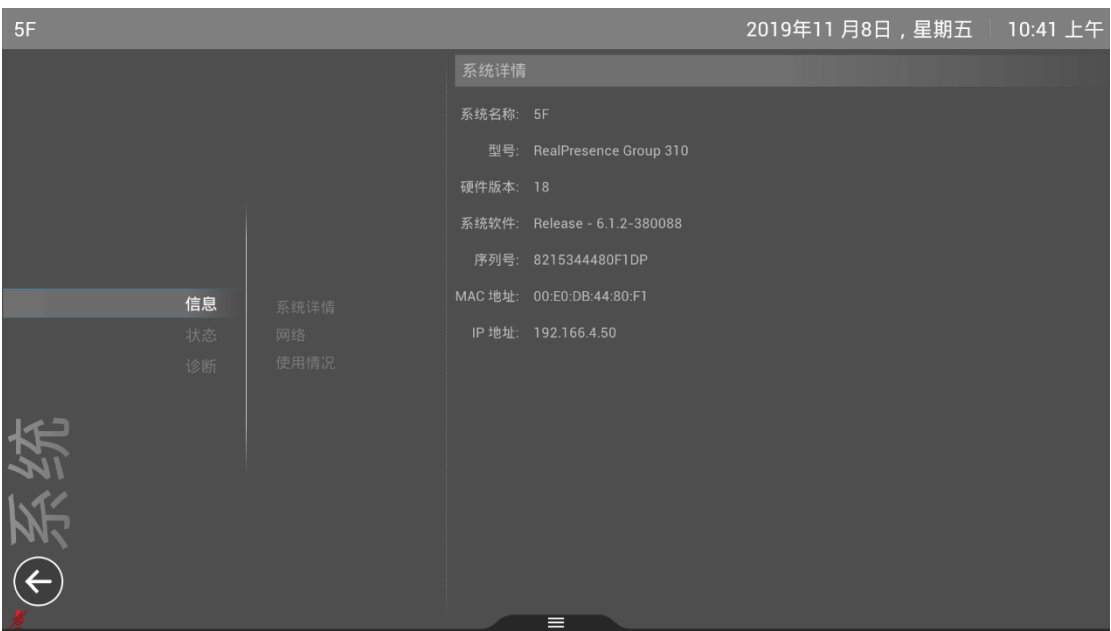 5F
2019年11 月8日，星期五 10:41 上午
系统详情
系统名称: 5F
型号: RealPresence Group 310
硬件版本: 18
系统软件: Release - 6.1.2-380088
序列号: 8215344480F1DP
MAC 地址: 00:E0:DB:44:80:F1
IP 地址: 192.166.4.50
信息
状态
诊断
系统详情
网络
使用情况
系统